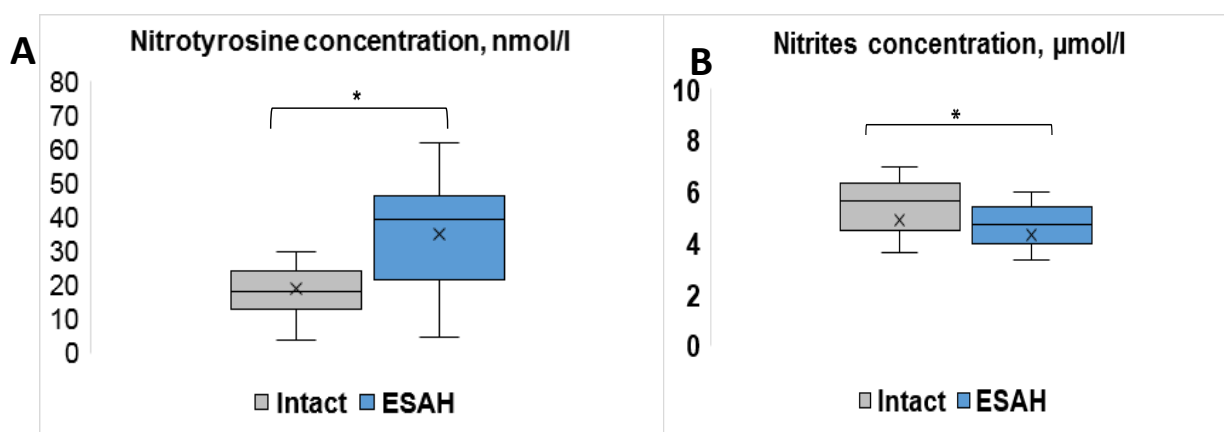 A
Nitrotyrosine concentration, nmol/l
80
70
60
50
40
30
20
10
0
*
Intact ESAH
B
Nitrites concentration, µmol/l
10
8
6
4
2
0
*
Intact ESAH